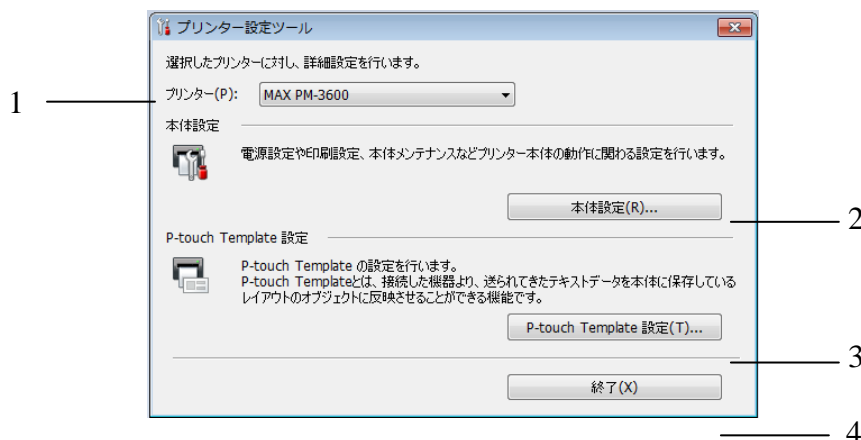 プリンター設定ツール
選択したプリンターに対し、詳細設定を行います。
1
プリンター(P): MAX PM-3600
本体設定
電源設定や印刷設定、本体メンテナンスなどプリンター本体の動作に関わる設定を行います。
本体設定(R)...
2
P-touch Template 設定
P-touch Template の設定を行います。
P-touch Templateとは、接続した機器より、送られてきたテキストデータを本体に保存している
レイアウトのオブジェクトに反映させることができる機能です。
P-touch Template 設定(T)...
3
終了(X)
4